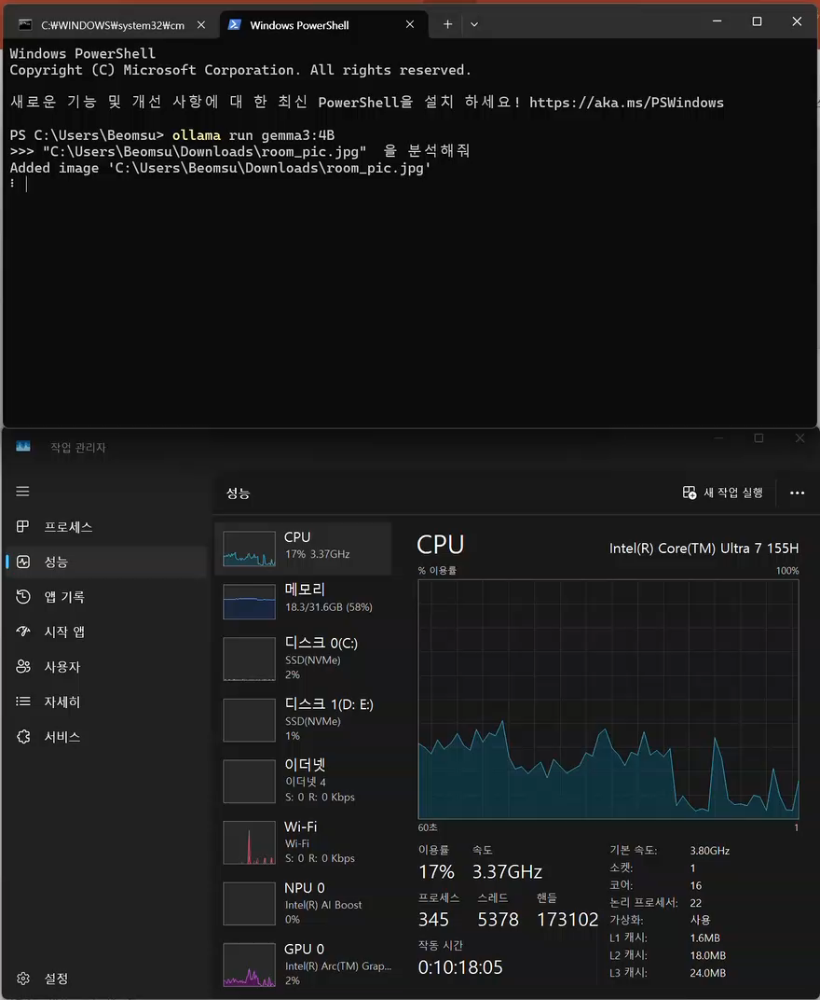 C:₩WINDOWS₩system32₩cm
Windows PowerShell
Windows PowerShell
Copyright (C) Microsoft Corporation. All rights reserved.
새로운 기능 및 개선 사항에 대 한 최신 PowerShell을 설치 하세요! https://aka.ms/PSWindows
PS C:\Users\Beomsu> ollama run gemma3:4B
>>> "C:\Users\Beomsu\Downloads\room_pic.jpg" 을 분석해줘
Added image 'C:\Users\Beomsu\Downloads\room_pic.jpg'
작업 관리자
성능
새 작업 실행
프로세스
성능
앱 기록
시작 앱
사용자
자세히
서비스
설정
CPU
17% 3.37GHz
메모리
18.3/31.6GB (58%)
디스크 0(C:)
SSD(NVMe)
2%
디스크 1(D: E:)
SSD(NVMe)
1%
이더넷
이더넷 4
S: 0 R: 0 Kbps
Wi-Fi
Wi-Fi
S: 0 R: 0 Kbps
NPU 0
Intel(R) AI Boost
0%
GPU 0
Intel(R) Arc(TM) Grap...
2%
CPU
Intel(R) Core(TM) Ultra 7 155H
% 이용률
100%
60초
1
이용률 속도
17% 3.37GHz
프로세스 스레드 핸들
345 5378 173102
작동 시간
0:10:18:05
기본 속도: 3.80GHz
소켓: 1
코어: 16
논리 프로세서: 22
가상화: 사용
L1 캐시: 1.6MB
L2 캐시: 18.0MB
L3 캐시: 24.0MB